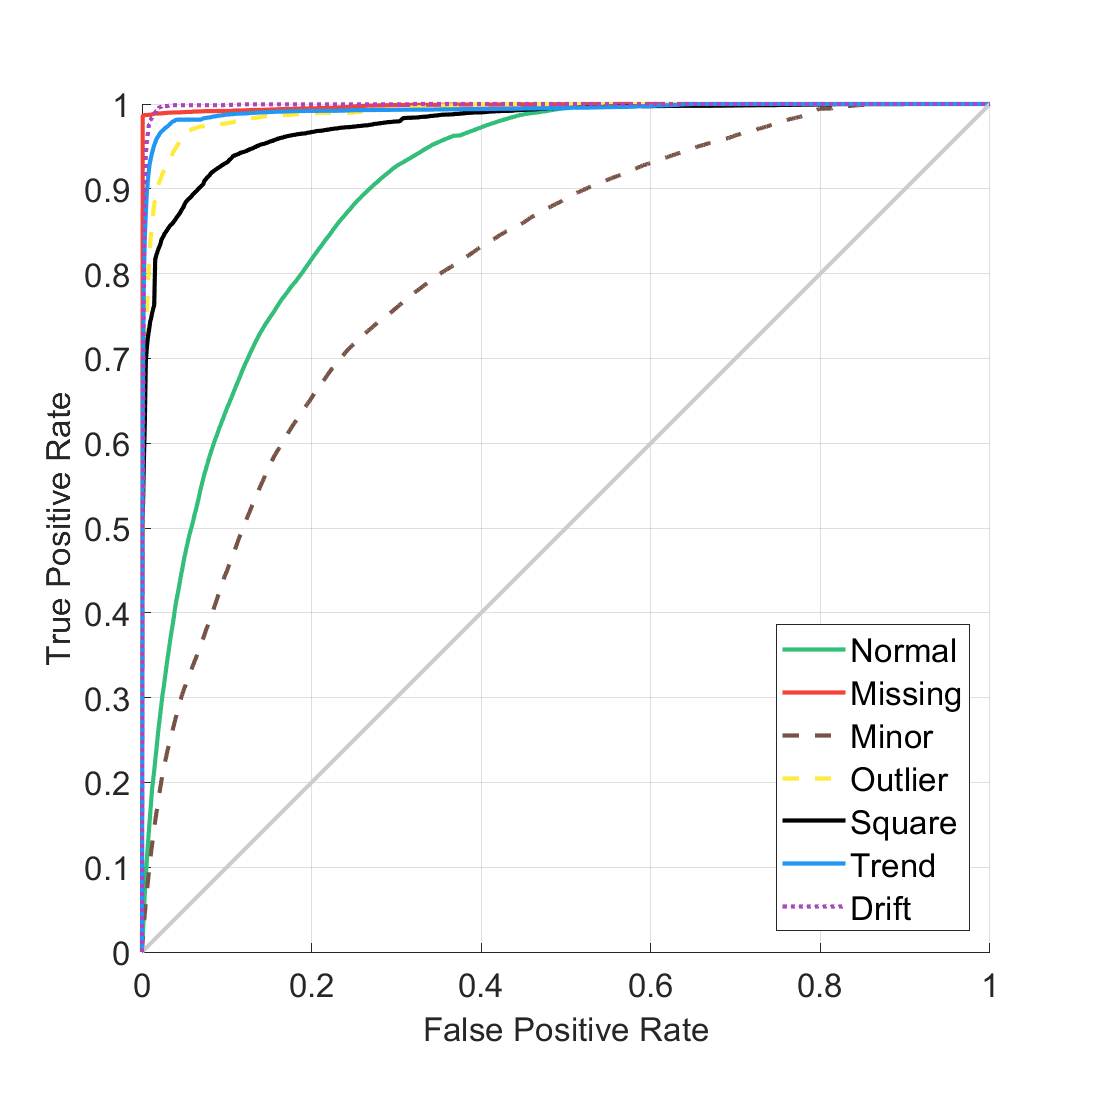 True Positive Rate
1
0.9
0.8
0.7
0.6
0.5
0.4
0.3
0.2
0.1
0
0 0.2 0.4 0.6 0.8 1
False Positive Rate
Normal
Missing
Minor
Outlier
Square
Trend
Drift